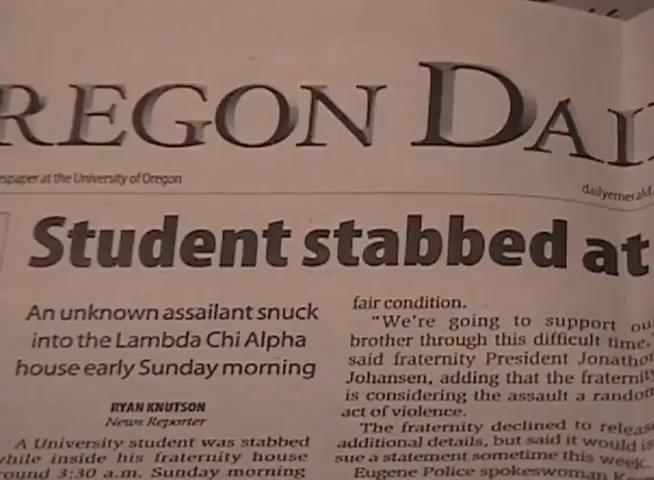 REGON DAI
spaper at the University of Oregon
dailyemerald.
Student stabbed at
An unknown assailant snuck
into the Lambda Chi Alpha
house early Sunday morning
RYAN KNUTSON
News Reporter
A University student was stabbed
while inside his fraternity house
ound 3:30 a.m. Sunday morning
fair condition.
"We're going to support ou
brother through this difficult time,"
said fraternity President Jonathon
Johansen, adding that the fraternity
is considering the assault a random
act of violence.
The fraternity declined to release
additional details, but said it would is
sue a statement sometime this week.
Eugene Police spokeswoman